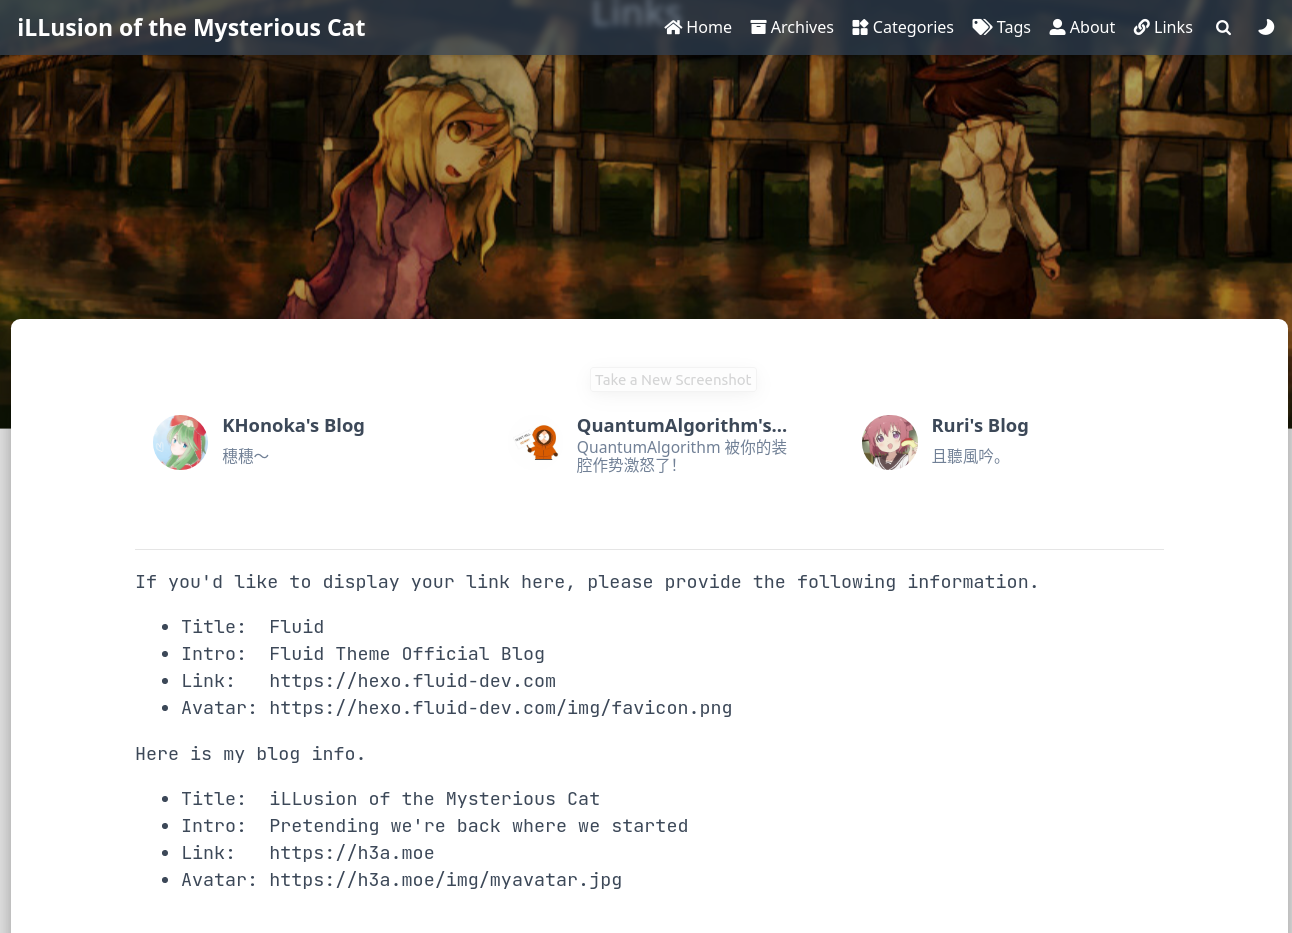 Links
iLLusion of the Mysterious Cat
Home
Archives
Categories
Tags
About
Links
Take a New Screenshot
KHonoka's Blog
穗穗～
QuantumAlgorithm's...
QuantumAlgorithm 被你的装
腔作势激怒了！
Ruri's Blog
且聽風吟。
If you'd like to display your link here, please provide the following information.
• Title: Fluid
• Intro: Fluid Theme Official Blog
• Link: https://hexo.fluid-dev.com
• Avatar: https://hexo.fluid-dev.com/img/favicon.png
Here is my blog info.
• Title: iLLusion of the Mysterious Cat
• Intro: Pretending we're back where we started
• Link: https://h3a.moe
• Avatar: https://h3a.moe/img/myavatar.jpg